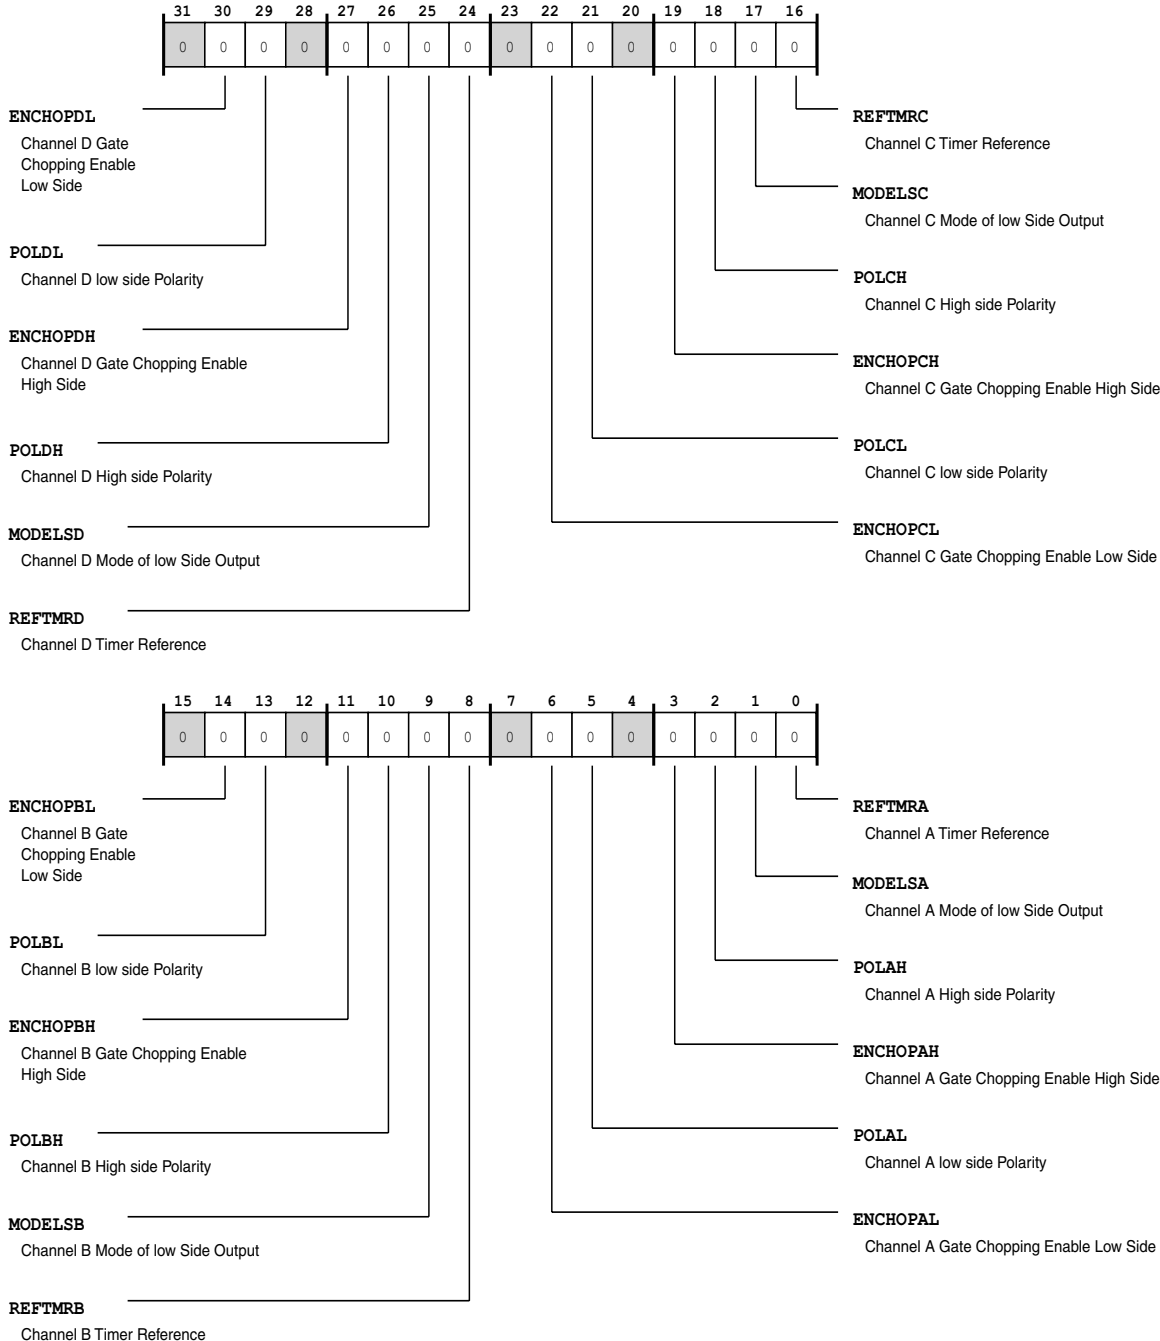 31 30 29 28 27 26 25 24 23 22 21 20 19 18 17 16
0 0 0 0 0 0 0 0 0 0 0 0 0 0 0 0
ENCHOPDL
Channel D Gate
Chopping Enable
Low Side
POLDL
Channel D low side Polarity
ENCHOPDH
Channel D Gate Chopping Enable
High Side
POLDH
Channel D High side Polarity
MODELSD
Channel D Mode of low Side Output
REFTMRD
Channel D Timer Reference
REFTMRC
Channel C Timer Reference
MODELSC
Channel C Mode of low Side Output
POLCH
Channel C High side Polarity
ENCHOPCH
Channel C Gate Chopping Enable High Side
POLCL
Channel C low side Polarity
ENCHOPCL
Channel C Gate Chopping Enable Low Side
15 14 13 12 11 10 9 8 7 6 5 4 3 2 1 0
0 0 0 0 0 0 0 0 0 0 0 0 0 0 0 0
ENCHOPBL
Channel B Gate
Chopping Enable
Low Side
POLBL
Channel B low side Polarity
ENCHOPBH
Channel B Gate Chopping Enable
High Side
POLBH
Channel B High side Polarity
MODELSB
Channel B Mode of low Side Output
REFTMRB
Channel B Timer Reference
REFTMRA
Channel A Timer Reference
MODELSA
Channel A Mode of low Side Output
POLAH
Channel A High side Polarity
ENCHOPAH
Channel A Gate Chopping Enable High Side
POLAL
Channel A low side Polarity
ENCHOPAL
Channel A Gate Chopping Enable Low Side